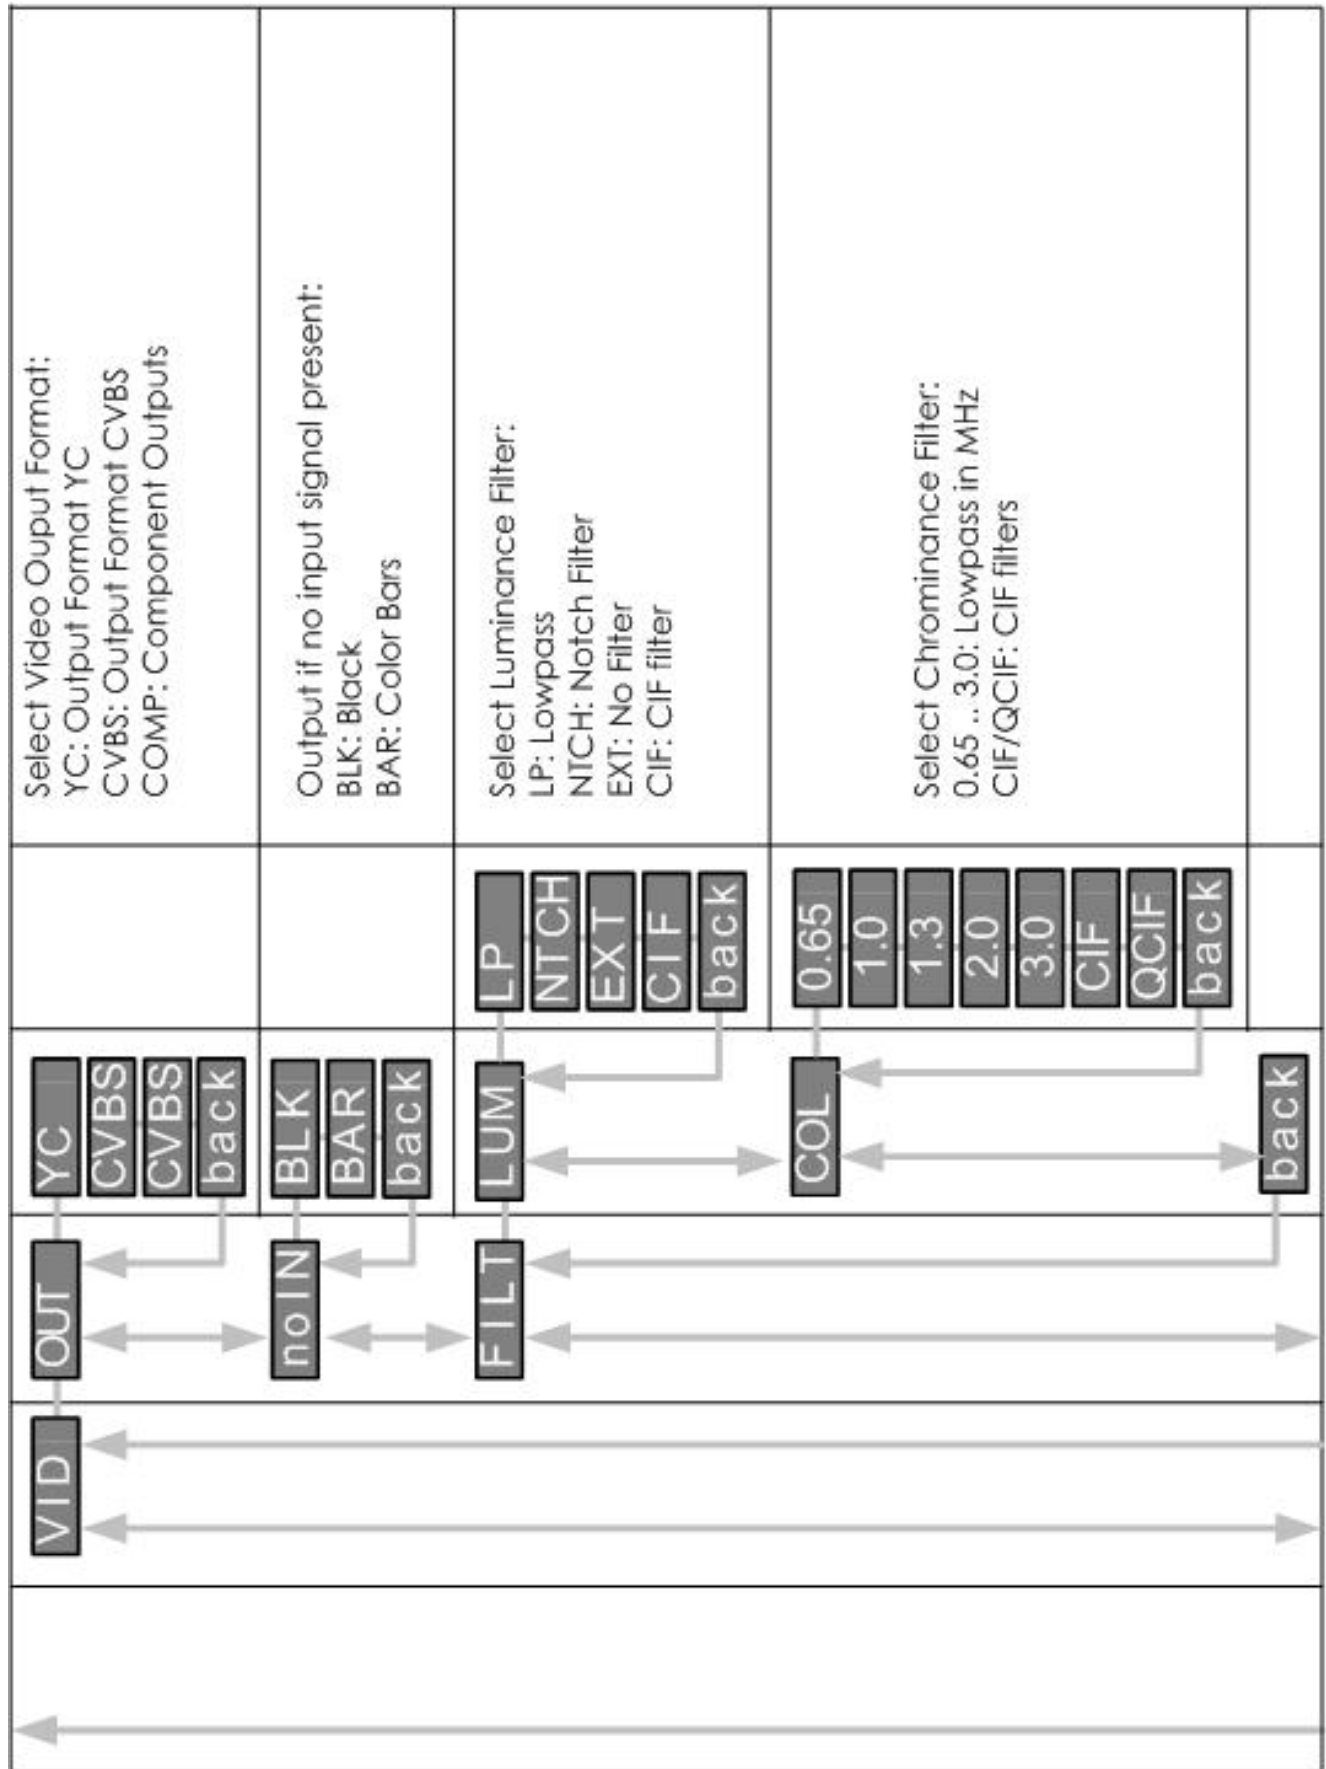 VID
OUT
YC
CVBS
CVBS
back
Select Video Ouput Format:
YC: Output Format YC
CVBS: Output Format CVBS
COMP: Component Outputs
noIN
BLK
BAR
back
Output if no input signal present:
BLK: Black
BAR: Color Bars
FILT
LUM
LP
NTCH
EXT
CIF
back
Select Luminance Filter:
LP: Lowpass
NTCH: Notch Filter
EXT: No Filter
CIF: CIF filter
COL
0.65
1.0
1.3
2.0
3.0
CIF
QCIF
back
Select Chrominance Filter:
0.65 .. 3.0: Lowpass in MHz
CIF/QCIF: CIF filters
back